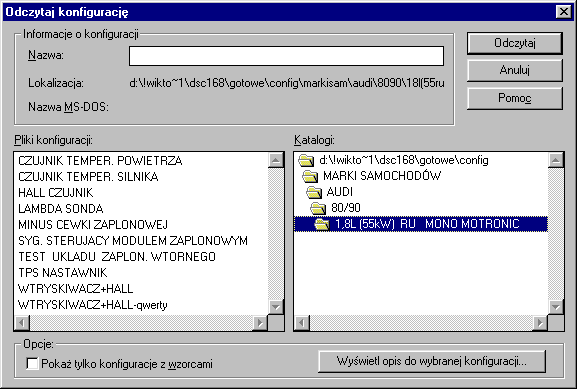 Odczytaj konfigurację
Informacje o konfiguracji
Nazwa:
Odczytaj
Lokalizacja: d:\!wikto~1\dsc168\gotowe\config\markisam\audi\8090\18l(55ru
Anuluj
Nazwa MS-DOS:
Pomoc
Pliki konfiguracji:
CZUJNIK TEMPER. POWIETRZA
CZUJNIK TEMPER. SILNIKA
HALL CZUJNIK
LAMBDA SONDA
MINUS CEWKI ZAPLONOWEJ
SYG. STERUJACY MODULEM ZAPLONOWYM
TEST UKLADU ZAPLON. WTORNEGO
TPS NASTAWNIK
WTRYSKIWACZ+HALL
WTRYSKIWACZ+HALL-qwerty
Katalogi:
d:\!wikto~1\dsc168\gotowe\config
MARKI SAMOCHODÓW
AUDI
80/90
1,8L (55kW) RU MONO MOTRONIC
Opcje:
Pokaż tylko konfiguracje z wzorcami
Wyświetl opis do wybranej konfiguracji...